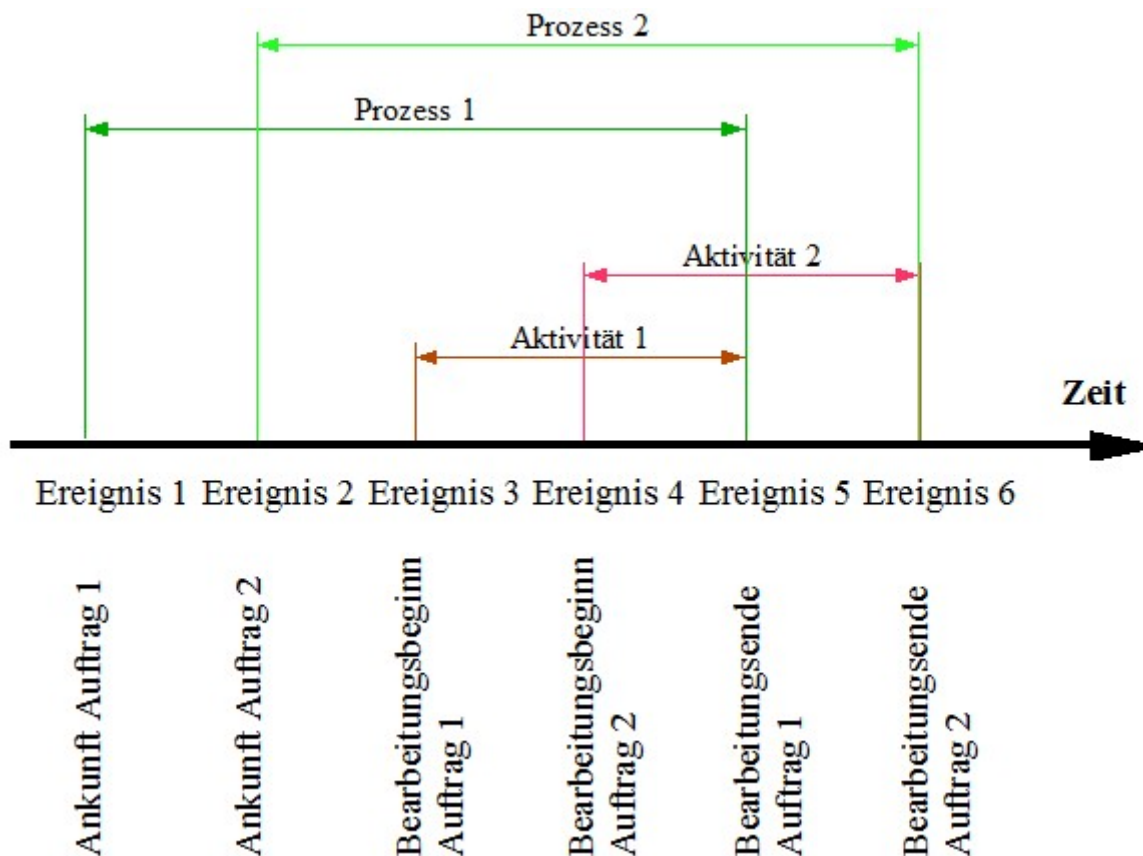 Prozess 2
Prozess 1
Aktivität 2
Aktivität 1
Zeit
Ereignis 1
Ereignis 2
Ereignis 3
Ereignis 4
Ereignis 5
Ereignis 6
Ankunft Auftrag 1
Ankunft Auftrag 2
Bearbeitungsbeginn
Auftrag 1
Bearbeitungsbeginn
Auftrag 2
Bearbeitungsende
Auftrag 1
Bearbeitungsende
Auftrag 2